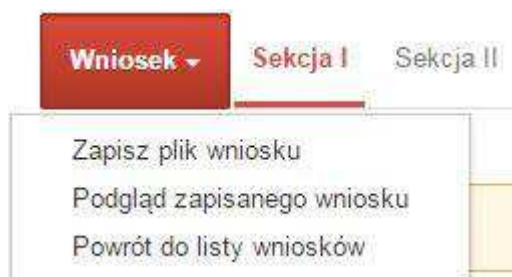 Wniosek Sekcja I Sekcja II
Zapisz plik wniosku
Podgląd zapisanego wniosku
Powrót do listy wniosków